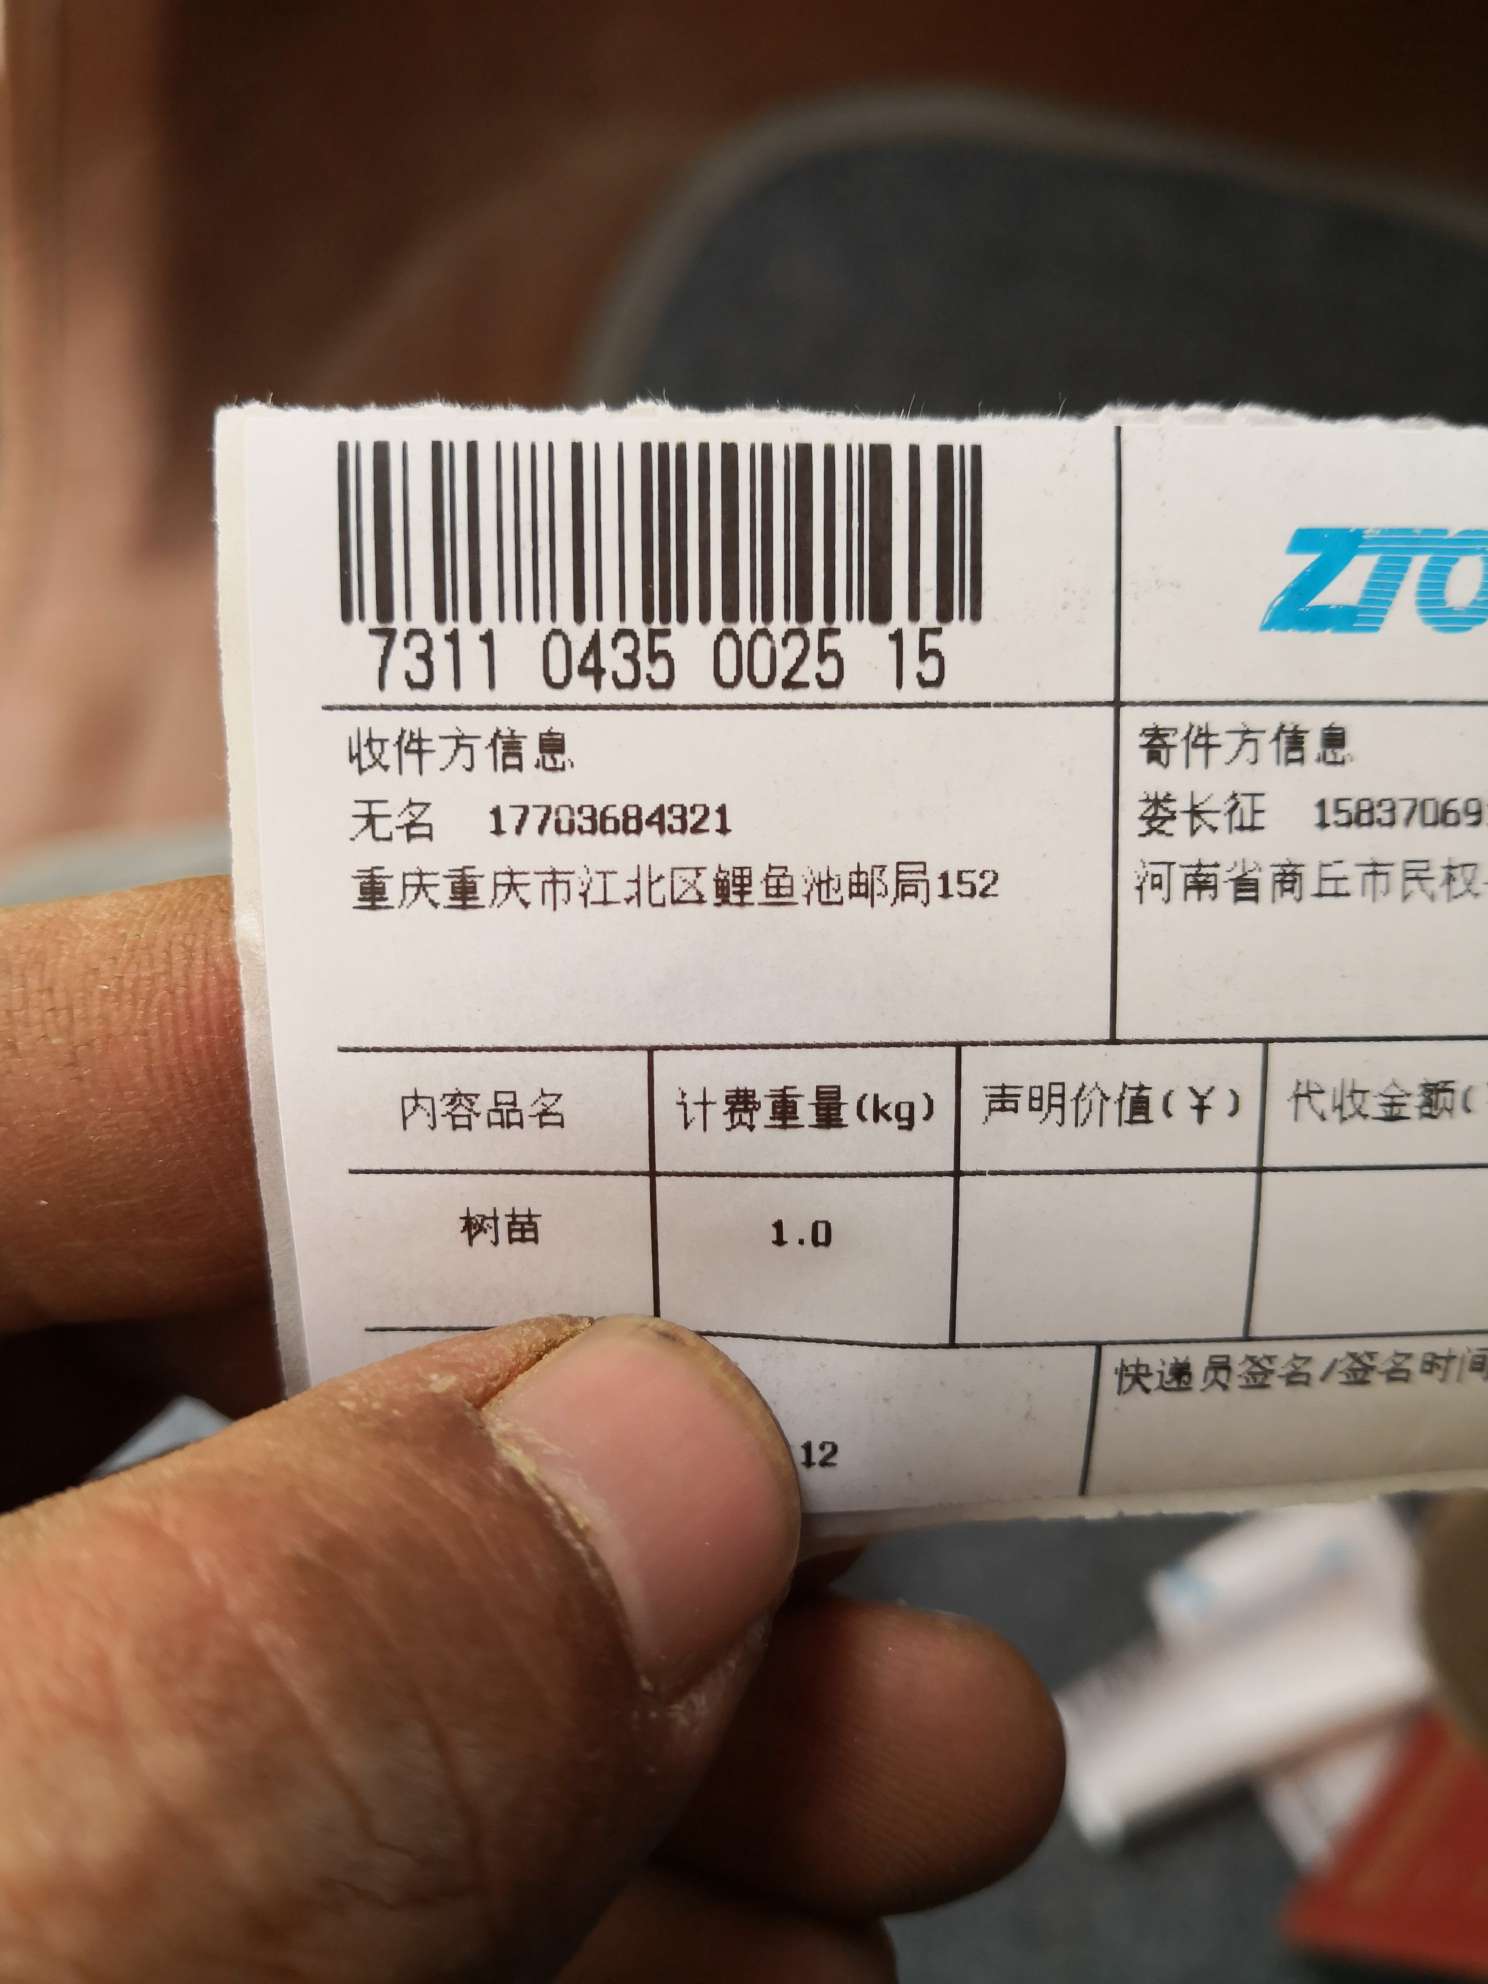 7311 0435 0025 15
ZTO
收件方信息
无名 17703684321
重庆重庆市江北区鲤鱼池邮局152
寄件方信息
娄长征 15837069
河南省商丘市民权
内容品名 计费重量(kg) 声明价值(¥) 代收金额(
树苗 1.0
12
快递员签名/签名时间